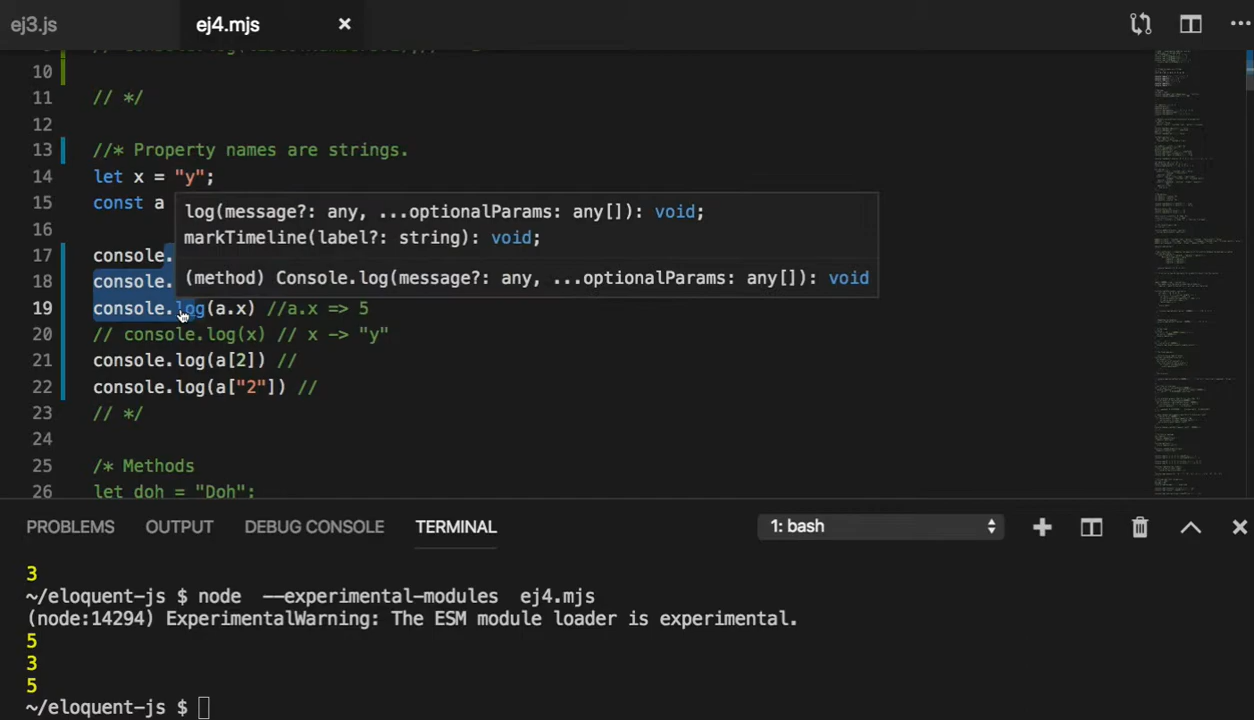 ej3.js
ej4.mjs
10
11 // */
12
13 //* Property names are strings.
14 let x = "y";
15 const a
16
log(message?: any, ...optionalParams: any[]): void;
markTimeline(label?: string): void;
(method) Console.log(message?: any, ...optionalParams: any[]): void
17 console.
18 console.
19 console.log(a.x) //a.x => 5
20 // console.log(x) // x -> "y"
21 console.log(a[2]) //
22 console.log(a["2"]) //
23 // */
24
25 /* Methods
26 let doh = "Doh";
PROBLEMS OUTPUT DEBUG CONSOLE TERMINAL 1: bash
3
~/eloquent-js $ node --experimental-modules ej4.mjs
(node:14294) ExperimentalWarning: The ESM module loader is experimental.
5
3
5
~/eloquent-js $